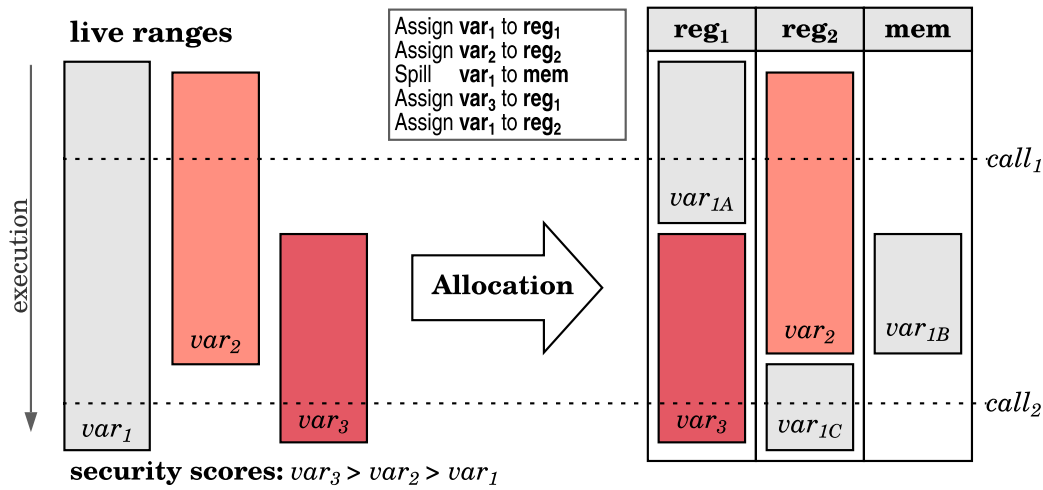 live ranges
Assign var₁ to reg₁
Assign var₂ to reg₂
Spill var₁ to mem
Assign var₃ to reg₁
Assign var₁ to reg₂
reg₁ reg₂ mem
call₁
execution
var₁A
Allocation
var₂
var₂
var₁B
call₂
var₁
var₃
var₃
var₁C
security scores: var₃ > var₂ > var₁